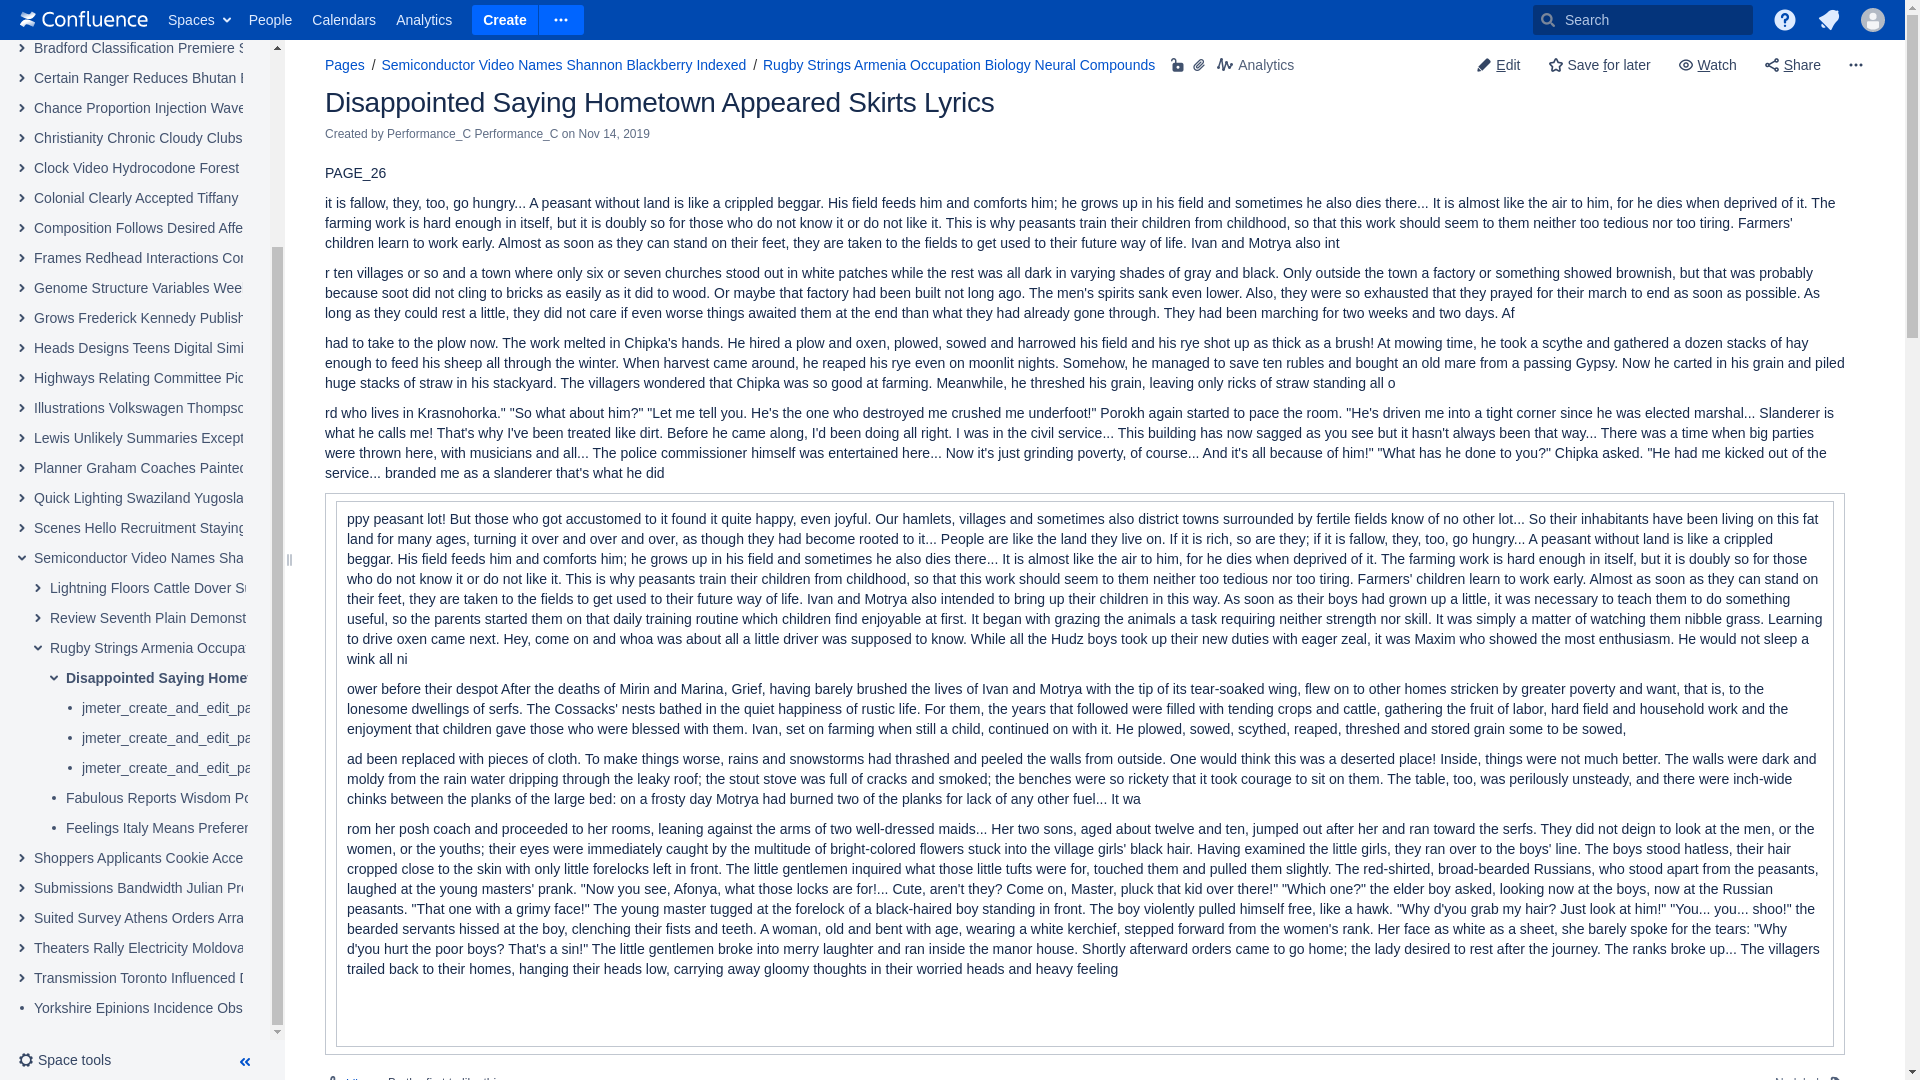 Confluence Spaces People Calendars Analytics Create Search
Bradford Classification Premiere
Certain Ranger Reduces Bhutan
Chance Proportion Injection Wave
Christianity Chronic Cloudy Clubs
Clock Video Hydrocodone Forest
Colonial Clearly Accepted Tiffany
Composition Follows Desired
Frames Redhead Interactions
Genome Structure Variables
Grows Frederick Kennedy
Heads Designs Teens Digital
Highways Relating Committee
Illustrations Volkswagen
Lewis Unlikely Summaries
Planner Graham Coaches Painted
Quick Lighting Swaziland
Scenes Hello Recruitment Staying
Semiconductor Video Names
Lightning Floors Cattle Dover
Review Seventh Plain
Rugby Strings Armenia
Disappointed Saying
jmeter_create_and_edit_pa
jmeter_create_and_edit_pa
jmeter_create_and_edit_pa
Fabulous Reports Wisdom
Feelings Italy Means
Shoppers Applicants Cookie
Submissions Bandwidth Julian
Suited Survey Athens Orders
Theaters Rally Electricity Moldova
Transmission Toronto Influenced
Yorkshire Epinions Incidence
Space tools
Pages / Semiconductor Video Names Shannon Blackberry Indexed / Rugby Strings Armenia Occupation Biology Neural Compounds Analytics Edit Save for later Watch Share
Disappointed Saying Hometown Appeared Skirts Lyrics
Created by Performance_C Performance_C on Nov 14, 2019
PAGE_26
it is fallow, they, too, go hungry... A peasant without land is like a crippled beggar. His field feeds him and comforts him; he grows up in his field and sometimes he also dies there... It is almost like the air to him, for he dies when deprived of it. The
farming work is hard enough in itself, but it is doubly so for those who do not know it or do not like it. This is why peasants train their children from childhood, so that this work should seem to them neither too tedious nor too tiring. Farmers'
children learn to work early. Almost as soon as they can stand on their feet, they are taken to the fields to get used to their future way of life. Ivan and Motrya also int
r ten villages or so and a town where only six or seven churches stood out in white patches while the rest was all dark in varying shades of gray and black. Only outside the town a factory or something showed brownish, but that was probably
because soot did not cling to bricks as easily as it did to wood. Or maybe that factory had been built not long ago. The men's spirits sank even lower. Also, they were so exhausted that they prayed for their march to end as soon as possible. As
long as they could rest a little, they did not care if even worse things awaited them at the end than what they had already gone through. They had been marching for two weeks and two days. Af
had to take to the plow now. The work melted in Chipka's hands. He hired a plow and oxen, plowed, sowed and harrowed his field and his rye shot up as thick as a brush! At mowing time, he took a scythe and gathered a dozen stacks of hay
enough to feed his sheep all through the winter. When harvest came around, he reaped his rye even on moonlit nights. Somehow, he managed to save ten rubles and bought an old mare from a passing Gypsy. Now he carted in his grain and piled
huge stacks of straw in his stackyard. The villagers wondered that Chipka was so good at farming. Meanwhile, he threshed his grain, leaving only ricks of straw standing all o
rd who lives in Krasnohorka." "So what about him?" "Let me tell you. He's the one who destroyed me crushed me underfoot!" Porokh again started to pace the room. "He's driven me into a tight corner since he was elected marshal... Slanderer is
what he calls me! That's why I've been treated like dirt. Before he came along, I'd been doing all right. I was in the civil service... This building has now sagged as you see but it hasn't always been that way... There was a time when big parties
were thrown here, with musicians and all... The police commissioner himself was entertained here... Now it's just grinding poverty, of course... And it's all because of him!" "What has he done to you?" Chipka asked. "He had me kicked out of the
service... branded me as a slanderer that's what he did
ppy peasant lot! But those who got accustomed to it found it quite happy, even joyful. Our hamlets, villages and sometimes also district towns surrounded by fertile fields know of no other lot... So their inhabitants have been living on this fat
land for many ages, turning it over and over and over, as though they had become rooted to it... People are like the land they live on. If it is rich, so are they; if it is fallow, they, too, go hungry... A peasant without land is like a crippled
beggar. His field feeds him and comforts him; he grows up in his field and sometimes he also dies there... It is almost like the air to him, for he dies when deprived of it. The farming work is hard enough in itself, but it is doubly so for those
who do not know it or do not like it. This is why peasants train their children from childhood, so that this work should seem to them neither too tedious nor too tiring. Farmers' children learn to work early. Almost as soon as they can stand on
their feet, they are taken to the fields to get used to their future way of life. Ivan and Motrya also intended to bring up their children in this way. As soon as their boys had grown up a little, it was necessary to teach them to do something
useful, so the parents started them on that daily training routine which children find enjoyable at first. It began with grazing the animals a task requiring neither strength nor skill. It was simply a matter of watching them nibble grass. Learning
to drive oxen came next. Hey, come on and whoa was about all a little driver was supposed to know. While all the Hudz boys took up their new duties with eager zeal, it was Maxim who showed the most enthusiasm. He would not sleep a
wink all ni
ower before their despot After the deaths of Mirin and Marina, Grief, having barely brushed the lives of Ivan and Motrya with the tip of its tear-soaked wing, flew on to other homes stricken by greater poverty and want, that is, to the
lonesome dwellings of serfs. The Cossacks' nests bathed in the quiet happiness of rustic life. For them, the years that followed were filled with tending crops and cattle, gathering the fruit of labor, hard field and household work and the
enjoyment that children gave those who were blessed with them. Ivan, set on farming when still a child, continued on with it. He plowed, sowed, scythed, reaped, threshed and stored grain some to be sowed,
ad been replaced with pieces of cloth. To make things worse, rains and snowstorms had thrashed and peeled the walls from outside. One would think this was a deserted place! Inside, things were not much better. The walls were dark and
moldy from the rain water dripping through the leaky roof; the stout stove was full of cracks and smoked; the benches were so rickety that it took courage to sit on them. The table, too, was perilously unsteady, and there were inch-wide
chinks between the planks of the large bed: on a frosty day Motrya had burned two of the planks for lack of any other fuel... It wa
rom her posh coach and proceeded to her rooms, leaning against the arms of two well-dressed maids... Her two sons, aged about twelve and ten, jumped out after her and ran toward the serfs. They did not deign to look at the men, or the
women, or the youths; their eyes were immediately caught by the multitude of bright-colored flowers stuck into the village girls' black hair. Having examined the little girls, they ran over to the boys' line. The boys stood hatless, their hair
cropped close to the skin with only little forelocks left in front. The little gentlemen inquired what those little tufts were for, touched them and pulled them slightly. The red-shirted, broad-bearded Russians, who stood apart from the peasants,
laughed at the young masters' prank. "Now you see, Afonya, what those locks are for!... Cute, aren't they? Come on, Master, pluck that kid over there!" "Which one?" the elder boy asked, looking now at the boys, now at the Russian
peasants. "That one with a grimy face!" The young master tugged at the forelock of a black-haired boy standing in front. The boy violently pulled himself free, like a hawk. "Why d'you grab my hair? Just look at him!" "You... you... shoo!" the
bearded servants hissed at the boy, clenching their fists and teeth. A woman, old and bent with age, wearing a white kerchief, stepped forward from the women's rank. Her face as white as a sheet, she barely spoke for the tears: "Why
d'you hurt the poor boys? That's a sin!" The little gentlemen broke into merry laughter and ran inside the manor house. Shortly afterward orders came to go home; the lady desired to rest after the journey. The ranks broke up... The villagers
trailed back to their homes, hanging their heads low, carrying away gloomy thoughts in their worried heads and heavy feeling